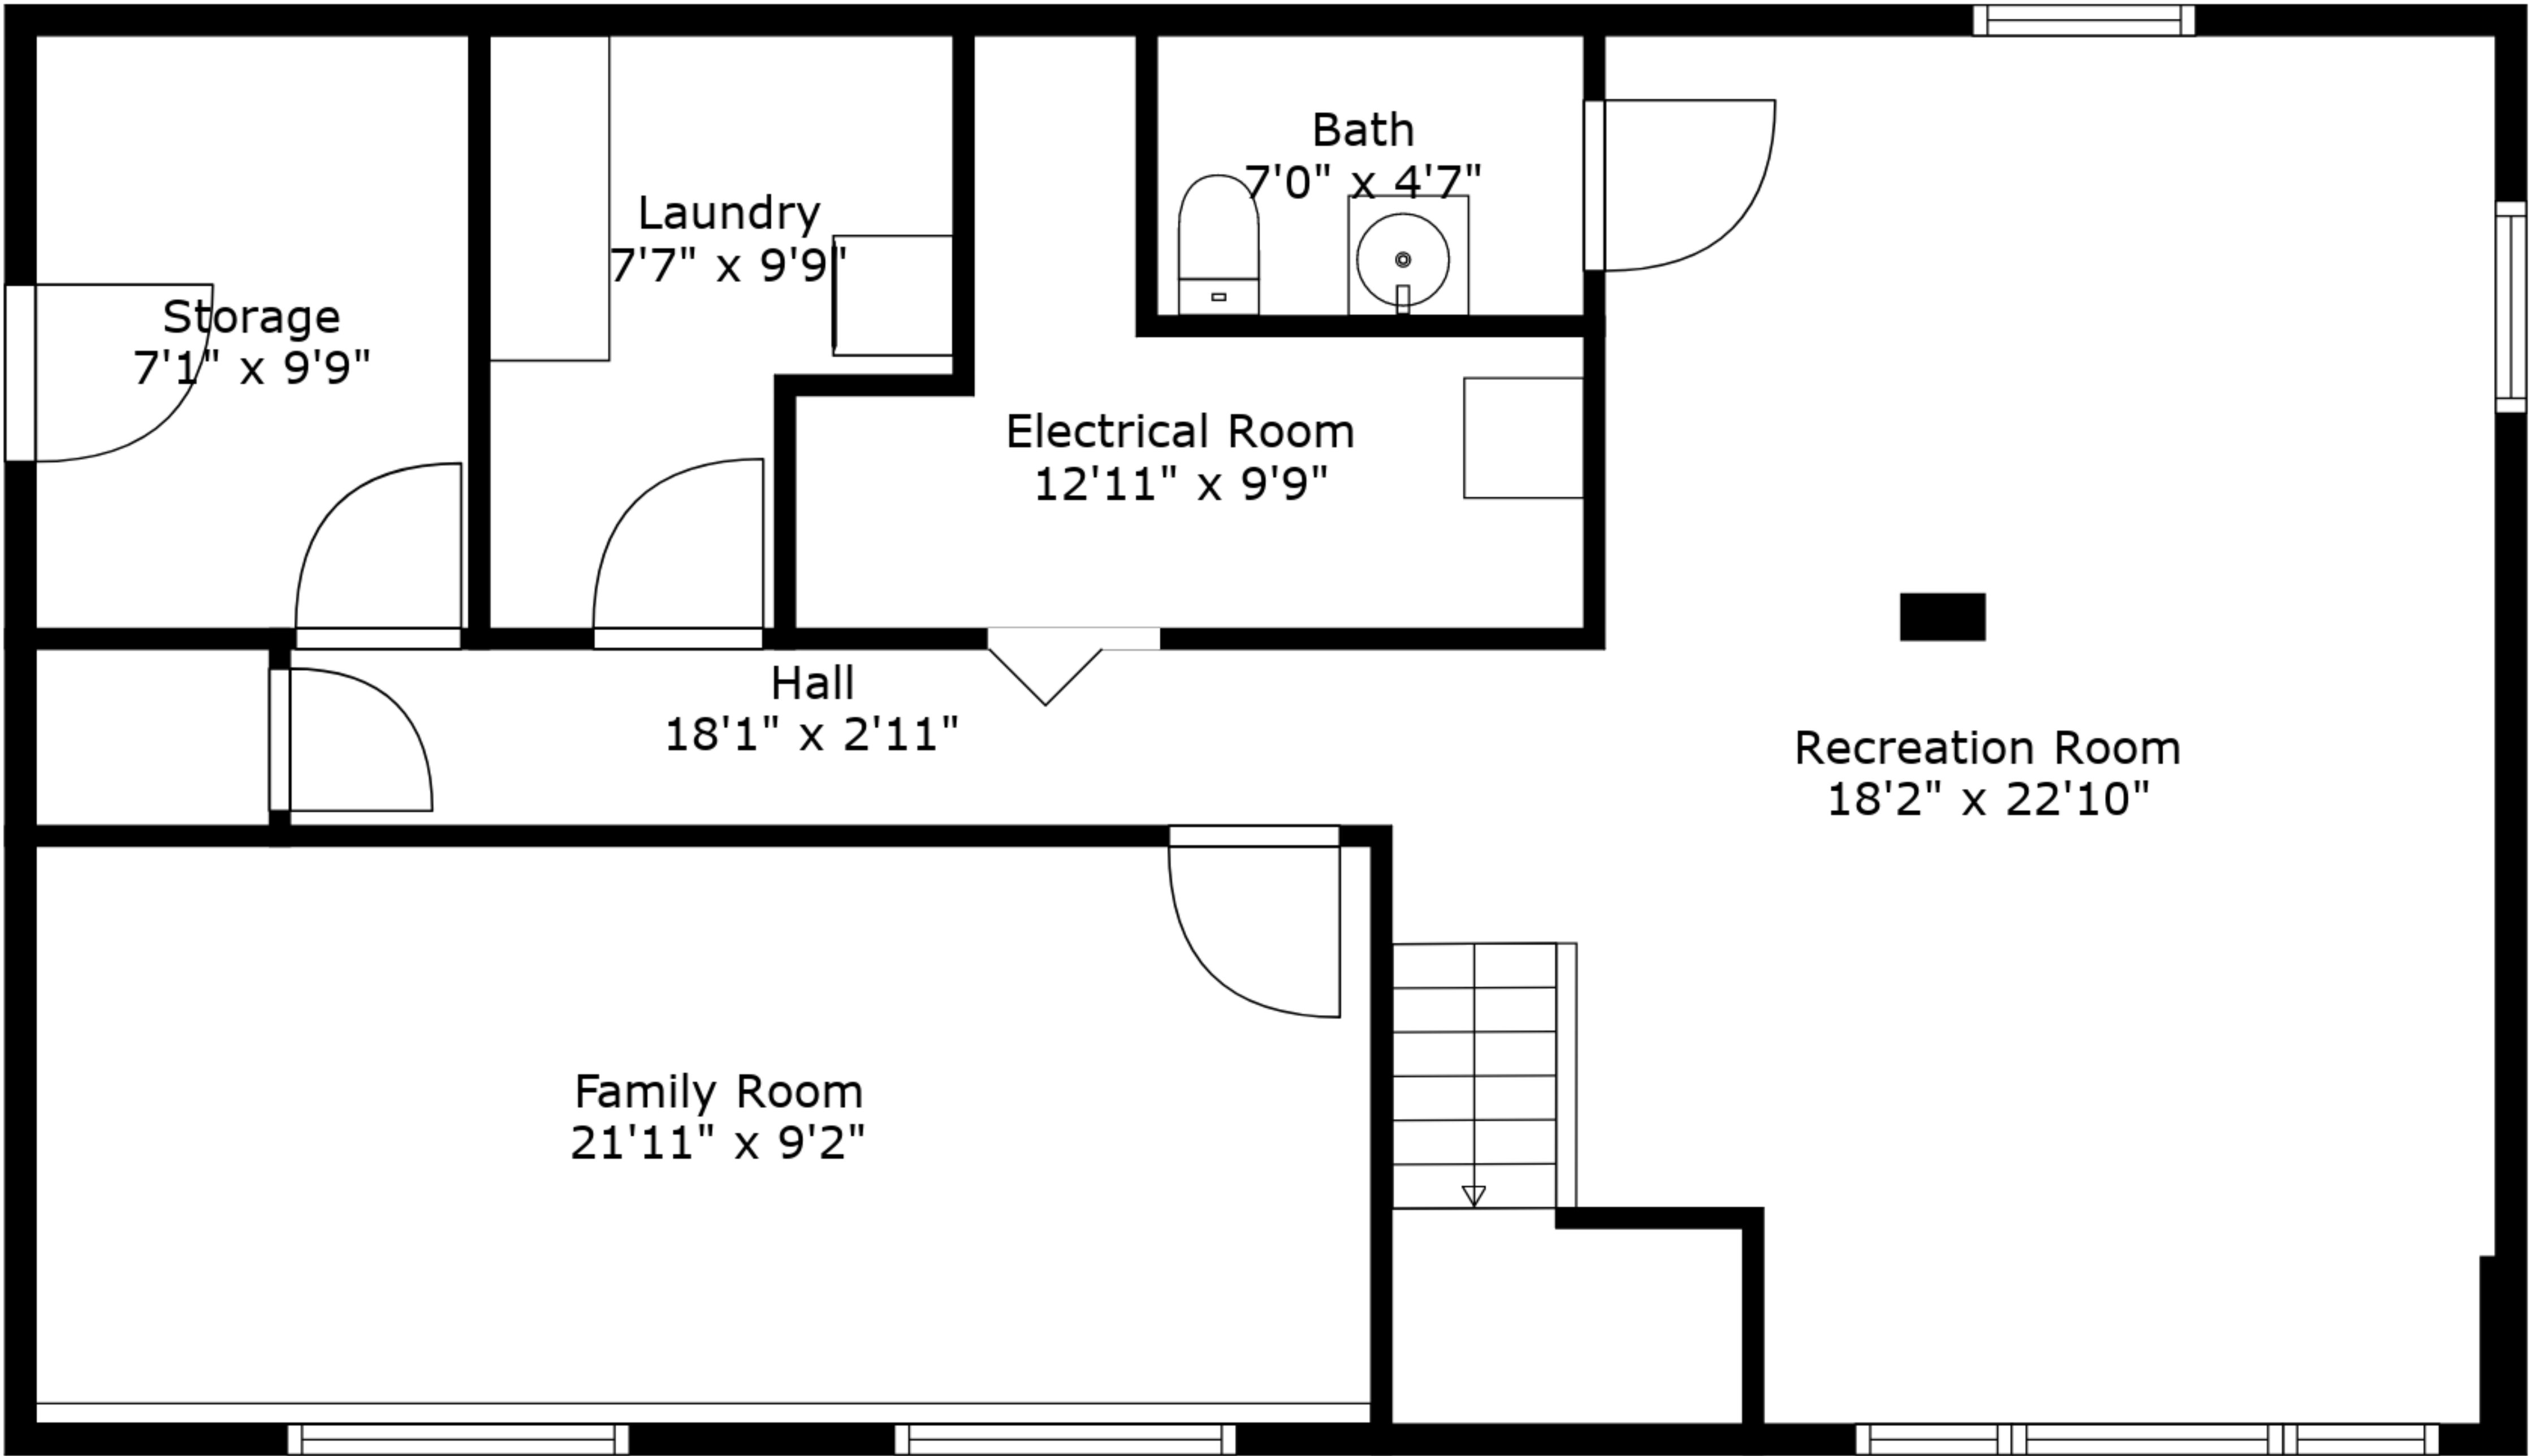 Bath
7'0" x 4'7"
Laundry
7'7" x 9'9"
Storage
7'1" x 9'9"
Electrical Room
12'11" x 9'9"
Hall
18'1" x 2'11"
Recreation Room
18'2" x 22'10"
Family Room
21'11" x 9'2"